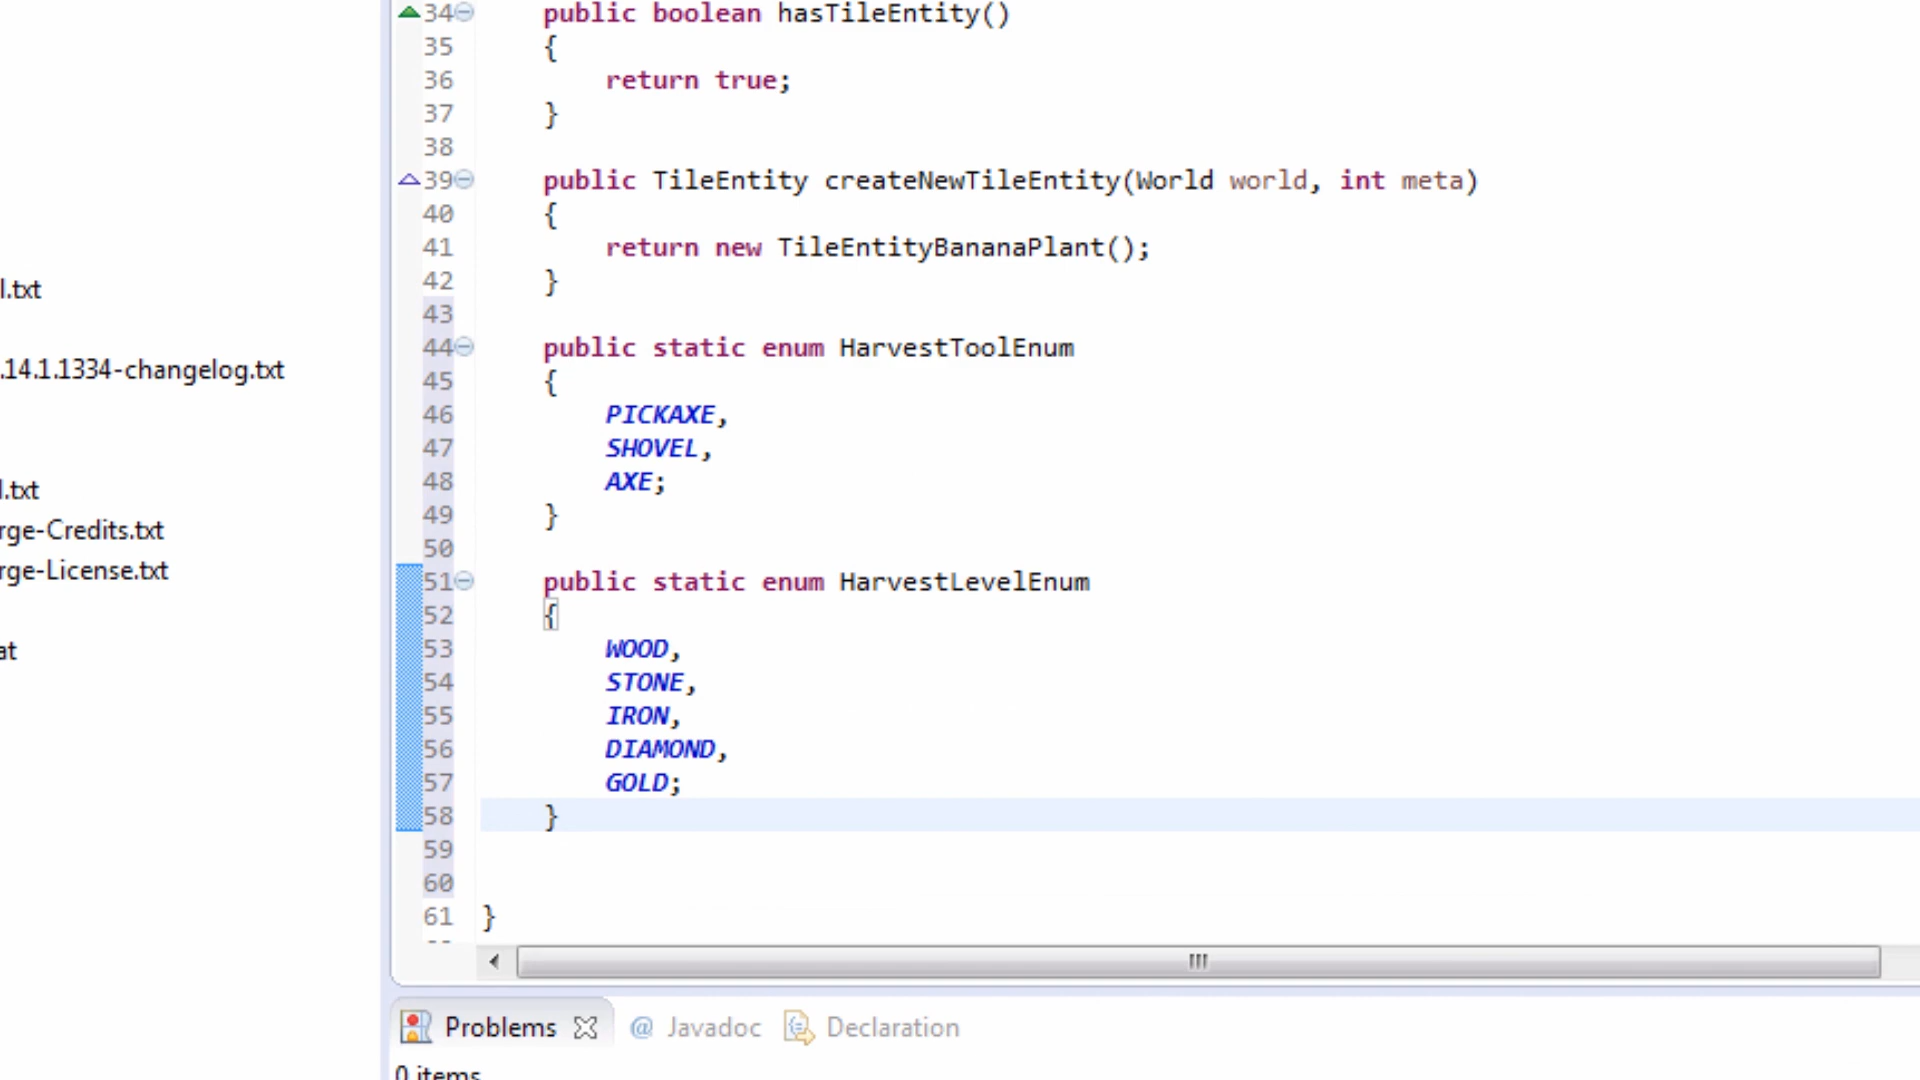 l.txt
.14.1.1334-changelog.txt
l.txt
rge-Credits.txt
rge-License.txt
at
34 public boolean hasTileEntity()
35 {
36 return true;
37 }
38
39 public TileEntity createNewTileEntity(World world, int meta)
40 {
41 return new TileEntityBananaPlant();
42 }
43
44 public static enum HarvestToolEnum
45 {
46 PICKAXE,
47 SHOVEL,
48 AXE;
49 }
50
51 public static enum HarvestLevelEnum
52 {
53 WOOD,
54 STONE,
55 IRON,
56 DIAMOND,
57 GOLD;
58 }
59
60
61 }
Problems @ Javadoc Declaration
0 items